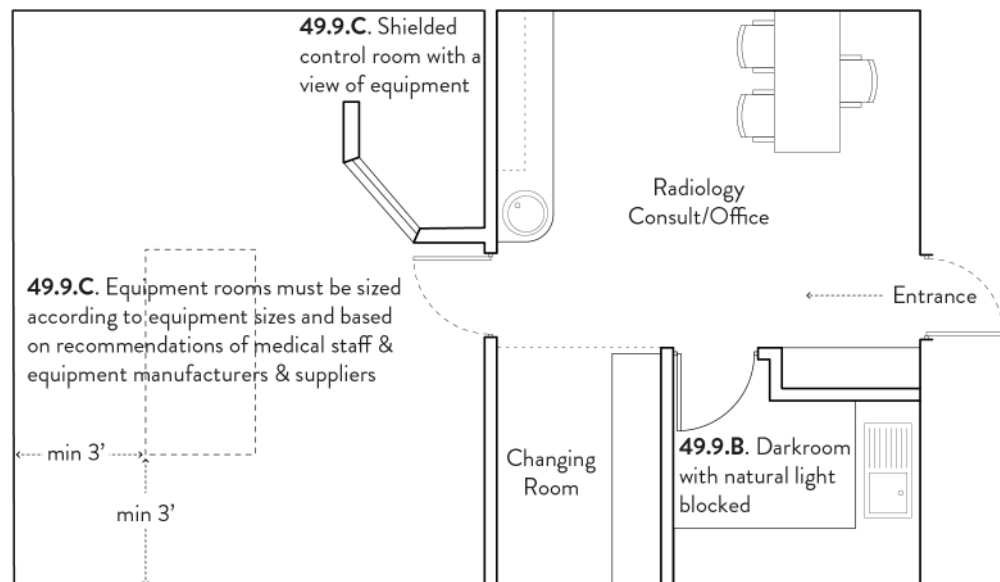 49.9.C. Shielded
control room with a
view of equipment
Radiology
Consult/Office
49.9.C. Equipment rooms must be sized
according to equipment sizes and based
on recommendations of medical staff &
equipment manufacturers & suppliers
Entrance
min 3’
min 3’
Changing
Room
49.9.B. Darkroom
with natural light
blocked